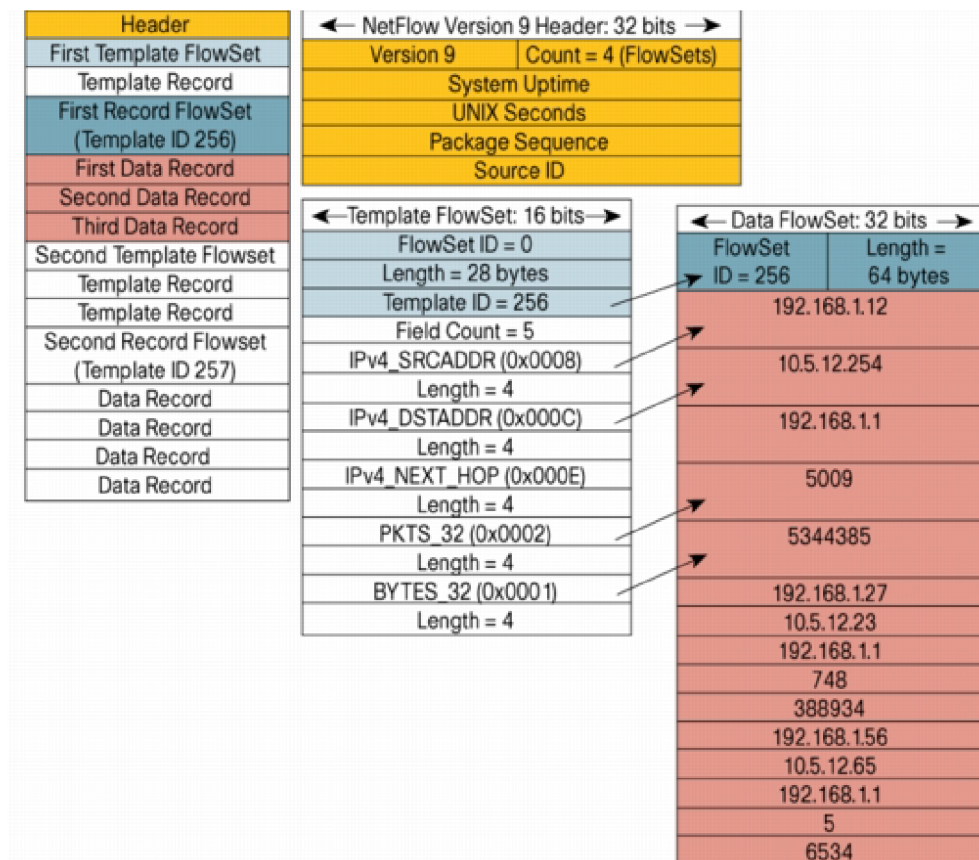 Header
First Template FlowSet
Template Record
First Record FlowSet
(Template ID 256)
First Data Record
Second Data Record
Third Data Record
Second Template Flowset
Template Record
Template Record
Second Record Flowset
(Template ID 257)
Data Record
Data Record
Data Record
Data Record
NetFlow Version 9 Header: 32 bits
Version 9
Count = 4 (FlowSets)
System Uptime
UNIX Seconds
Package Sequence
Source ID
Template FlowSet: 16 bits
FlowSet ID = 0
Length = 28 bytes
Template ID = 256
Field Count = 5
IPv4_SRCADDR (0x0008)
Length = 4
IPv4_DSTADDR (0x000C)
Length = 4
IPv4_NEXT_HOP (0x000E)
Length = 4
PKTS_32 (0x0002)
Length = 4
BYTES_32 (0x0001)
Length = 4
Data FlowSet: 32 bits
FlowSet
ID = 256
Length =
64 bytes
192.168.1.12
10.5.12.254
192.168.1.1
5009
5344385
192.168.1.27
10.5.12.23
192.168.1.1
748
388934
192.168.1.56
10.5.12.65
192.168.1.1
5
6534